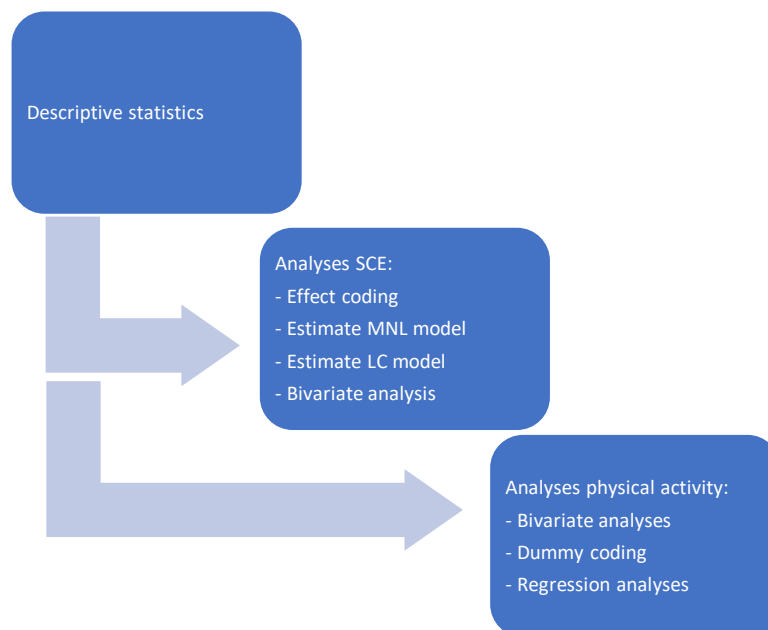 Descriptive statistics
Analyses SCE:
- Effect coding
- Estimate MNL model
- Estimate LC model
- Bivariate analysis
Analyses physical activity:
- Bivariate analyses
- Dummy coding
- Regression analyses